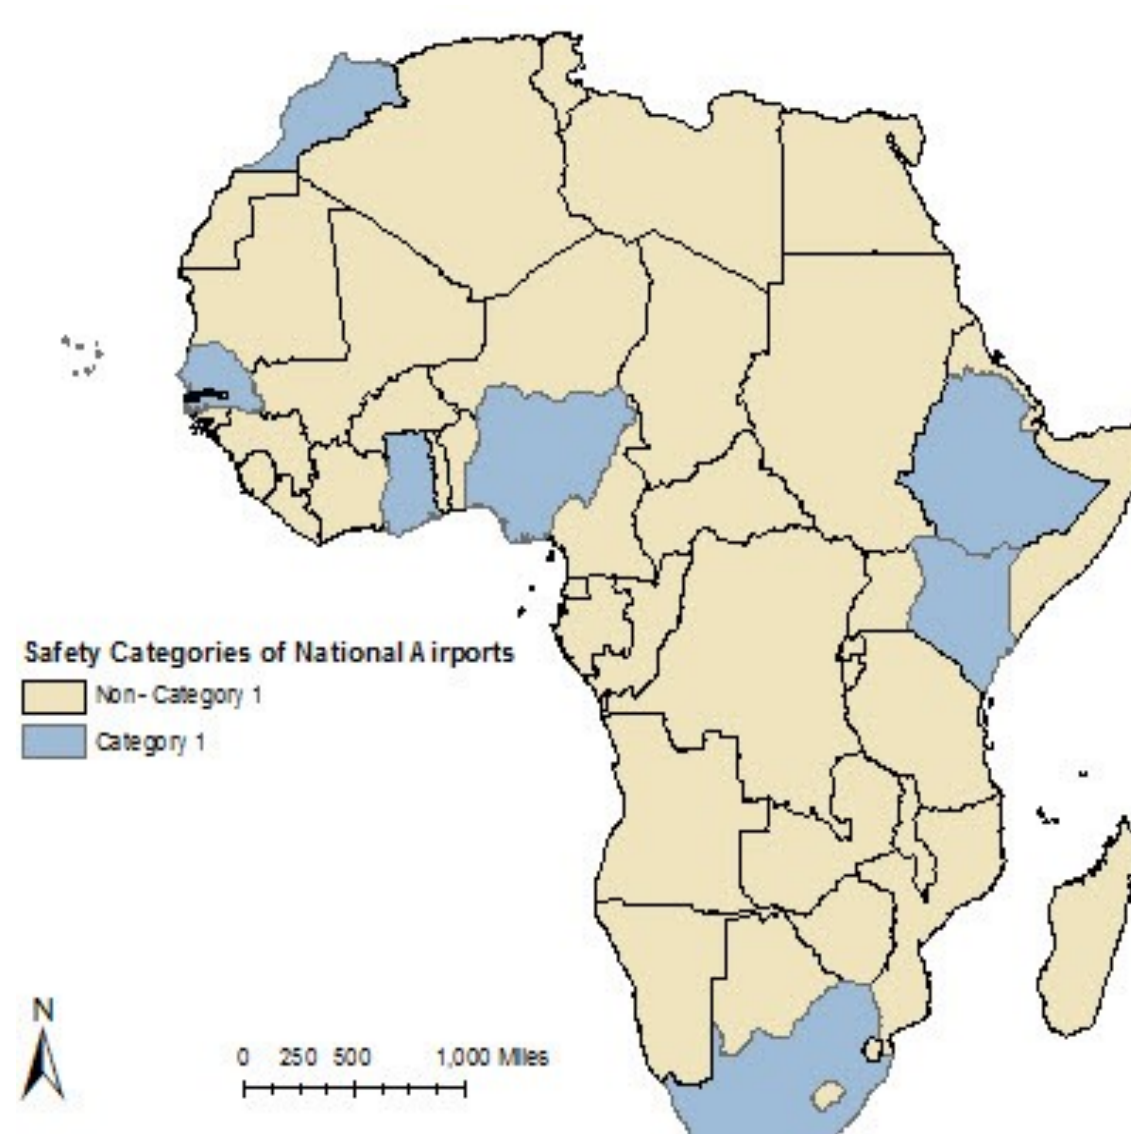 Safety Categories of National Airports
Non-Category 1
Category 1
N
0 250 500 1,000 Miles